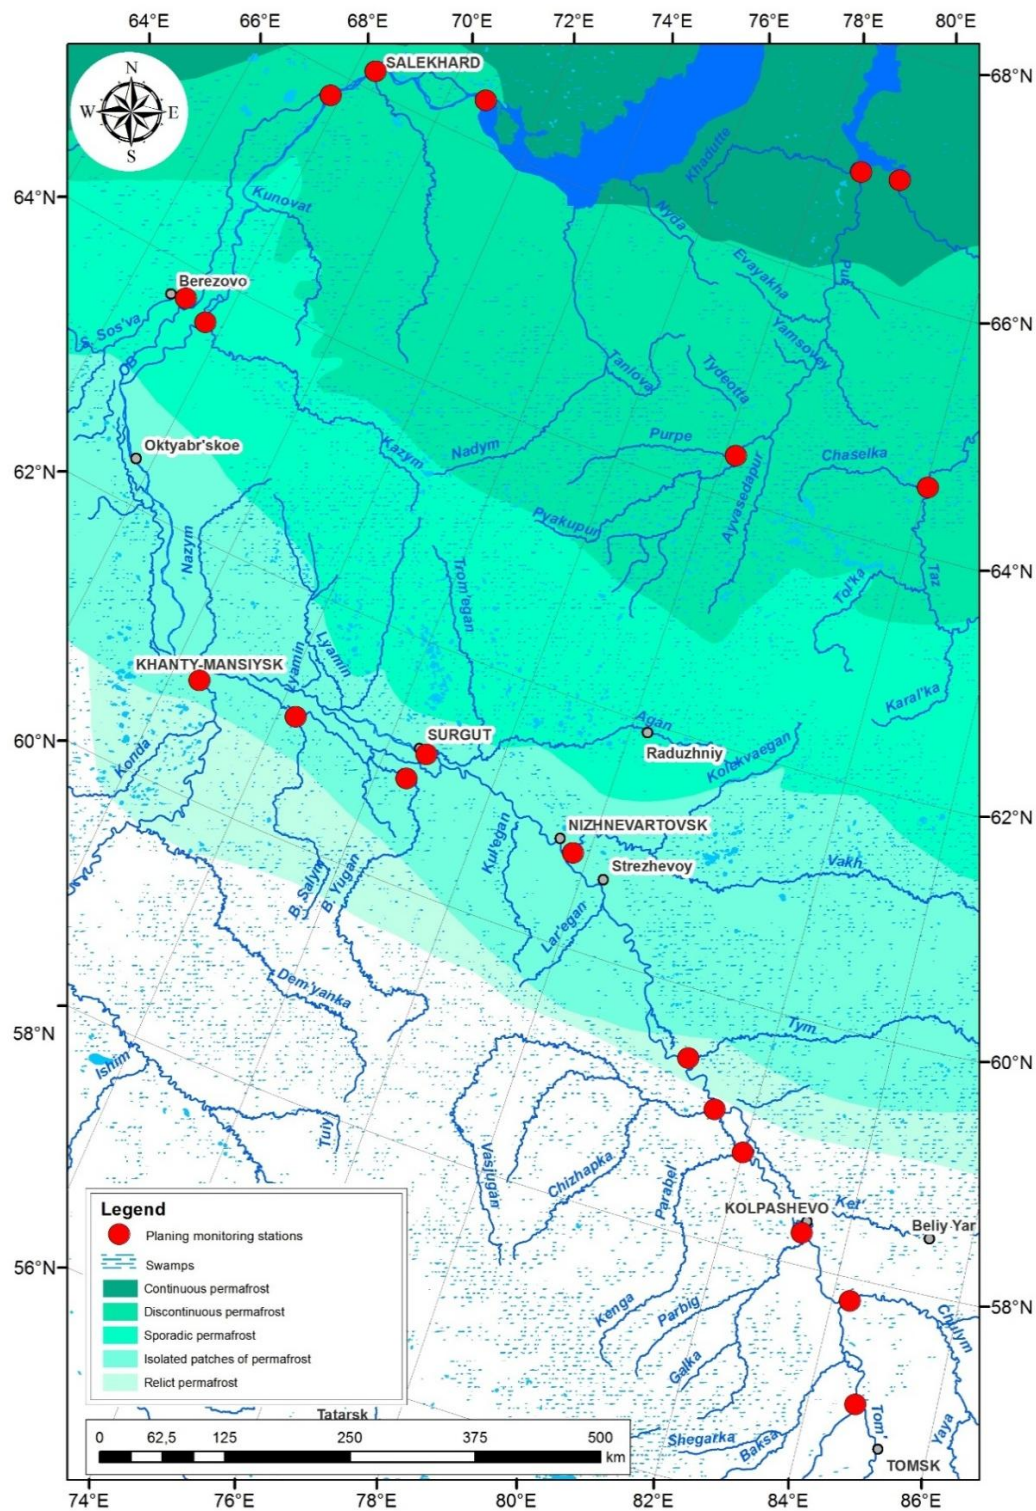 64°E 66°E 68°E 70°E 72°E 74°E 76°E 78°E 80°E
N
W E
S
SALEKHARD
68°N
Khadutte
64°N
Kunovat
Nyda
Evayakha
Pud
Berezovo
S. Sos'va
66°N
Yamsovey
OB
Tanlova
Tydeotta
Oktyabr'skoe
Kazym
Nadym
Purpe
Chaselka
62°N
Ayvasedapur
Pyakupur
Nazym
Trom'egan
64°N
Tol'ka
Taz
Lyamin
Lyamin
KHANTY-MANSIYSK
Karal'ka
60°N
Konda
SURGUT
Agan
Raduzhniy
Kolekvaegan
NIZHNEVARTOVSK
62°N
Kul'egan
Strezhevoy
Vakh
B. Salym
B. Yugan
Lar'egan
Dem'yanka
58°N
Tym
60°N
Ishim
Tuiy
Vasjugan
Chizhapka
Parabel'
KOLPASHEVO
Ket'
Beliy Yar
56°N
58°N
Kenga
Parbig
Galka
Chulym
Shegarka
Baksa
Tom'
Yaya
TOMSK
Legend
Planing monitoring stations
Swamps
Continuous permafrost
Discontinuous permafrost
Sporadic permafrost
Isolated patches of permafrost
Relict permafrost
Tatarsk
0 62,5 125 250 375 500
km
74°E 76°E 78°E 80°E 82°E 84°E 86°E